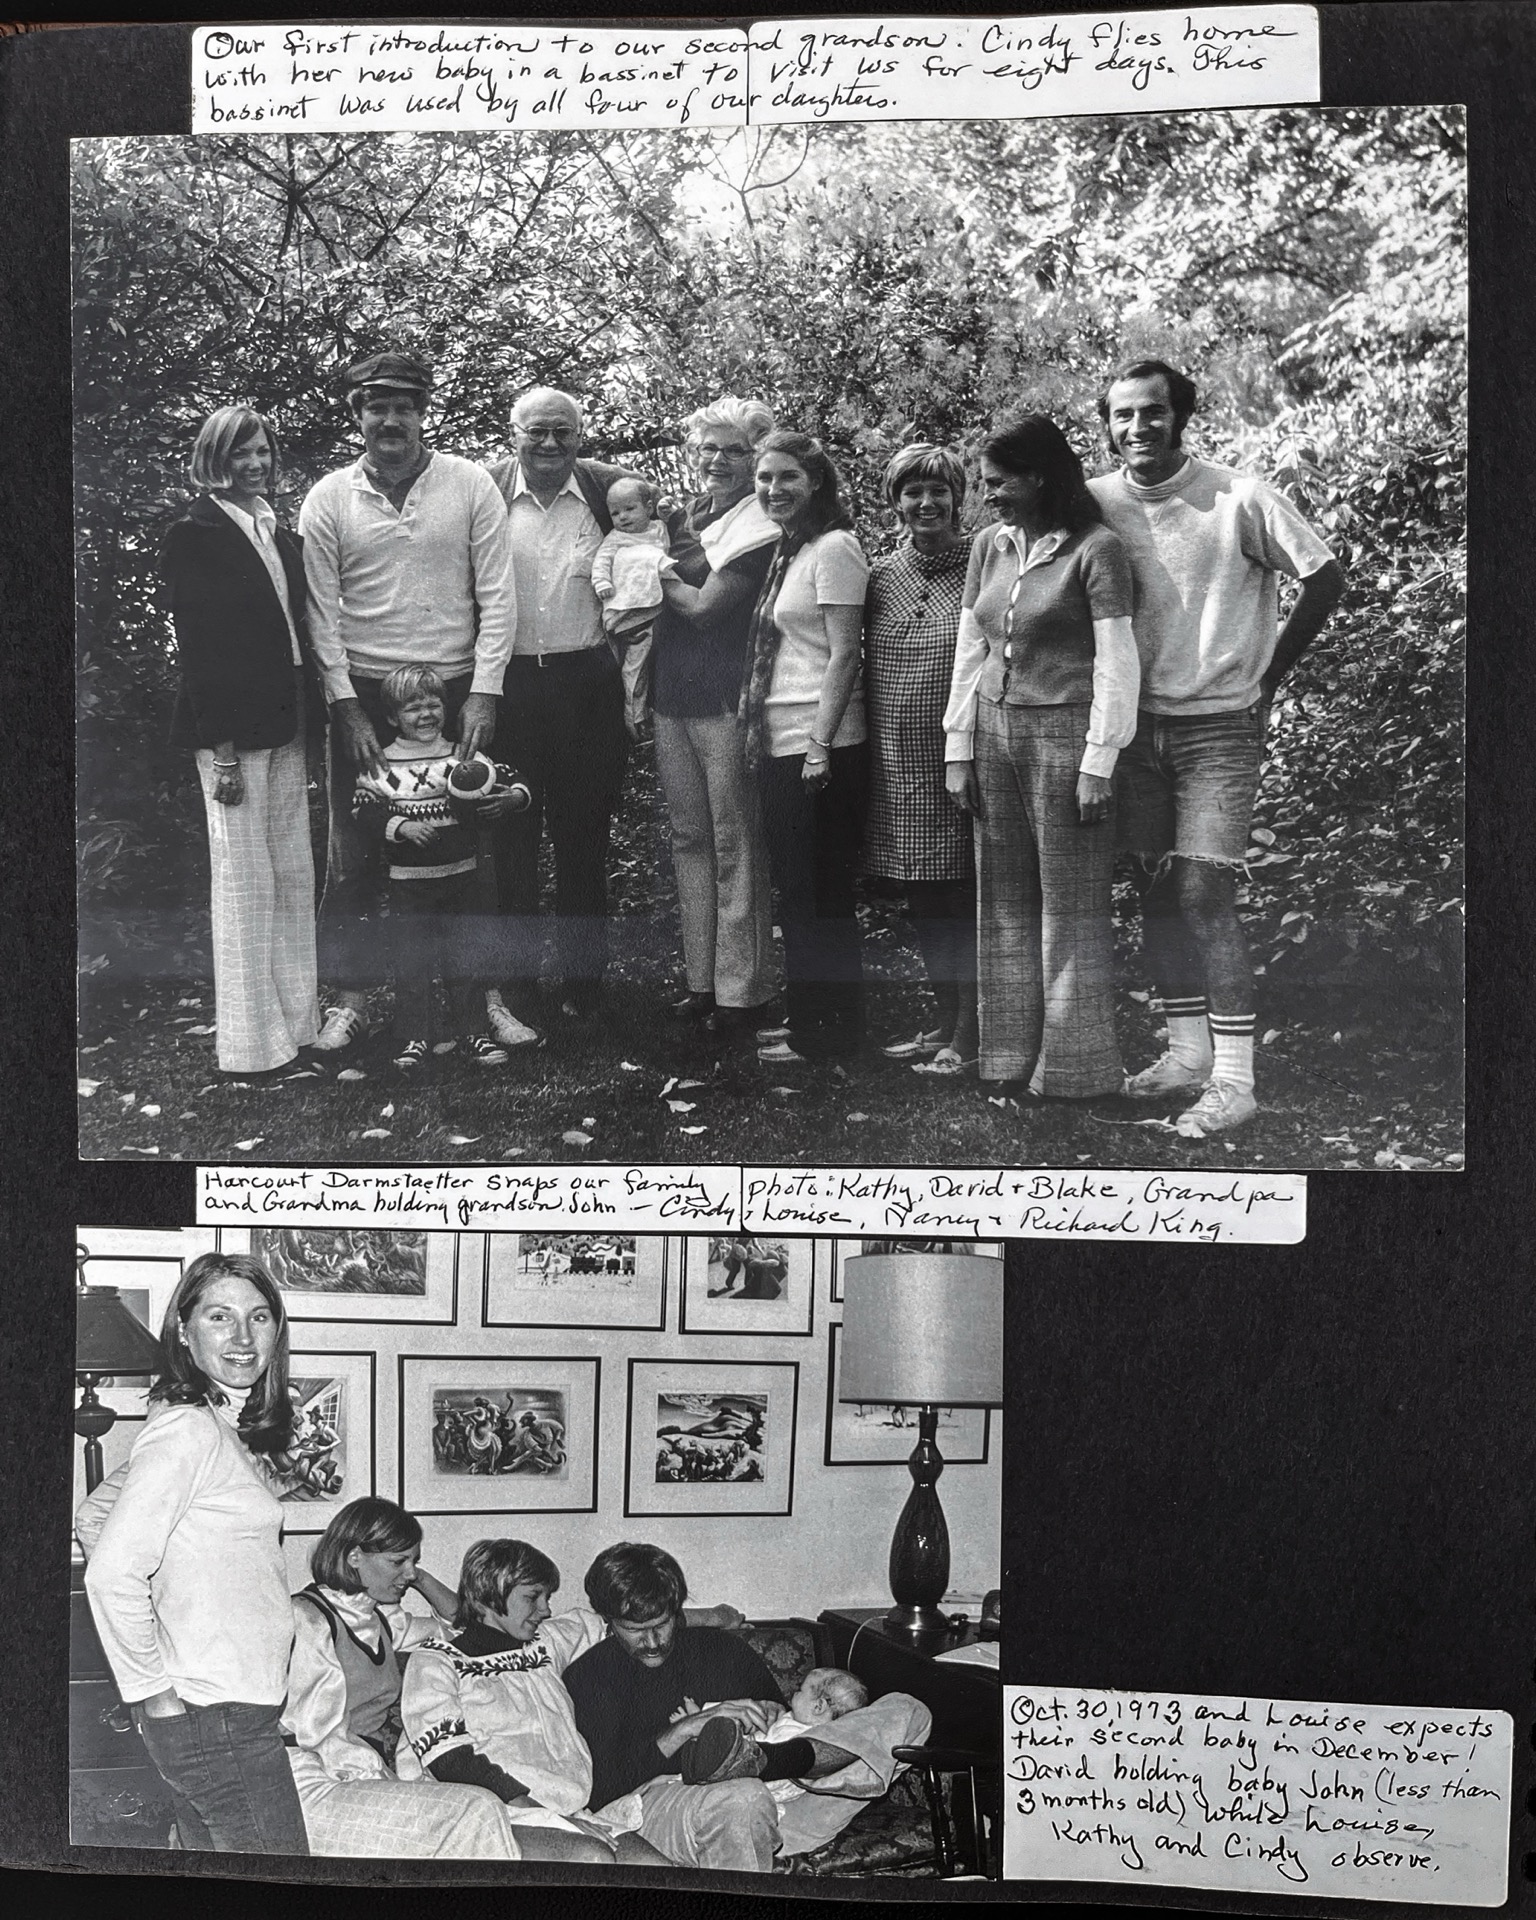 Our first introduction to our second grandson. Cindy flies home
with her new baby in a bassinet to visit us for eight days. This
bassinet was used by all four of our daughters.
Harcourt Darmstaetter snaps our family photo: Kathy, David + Blake, Grandpa
and Grandma holding grandson John - Cindy, Louise, Nancy + Richard King.
Oct. 30, 1973 and Louise expects
their second baby in December!
David holding baby John (less than
3 months old) while Louise,
Kathy and Cindy observe.